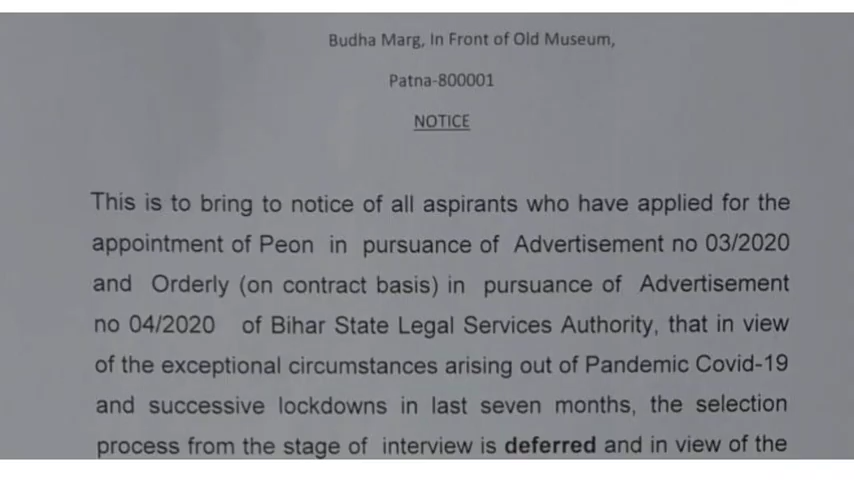 Budha Marg, In Front of Old Museum,
Patna-800001
NOTICE
This is to bring to notice of all aspirants who have applied for the
appointment of Peon in pursuance of Advertisement no 03/2020
and Orderly (on contract basis) in pursuance of Advertisement
no 04/2020 of Bihar State Legal Services Authority, that in view
of the exceptional circumstances arising out of Pandemic Covid-19
and successive lockdowns in last seven months, the selection
process from the stage of interview is deferred and in view of the